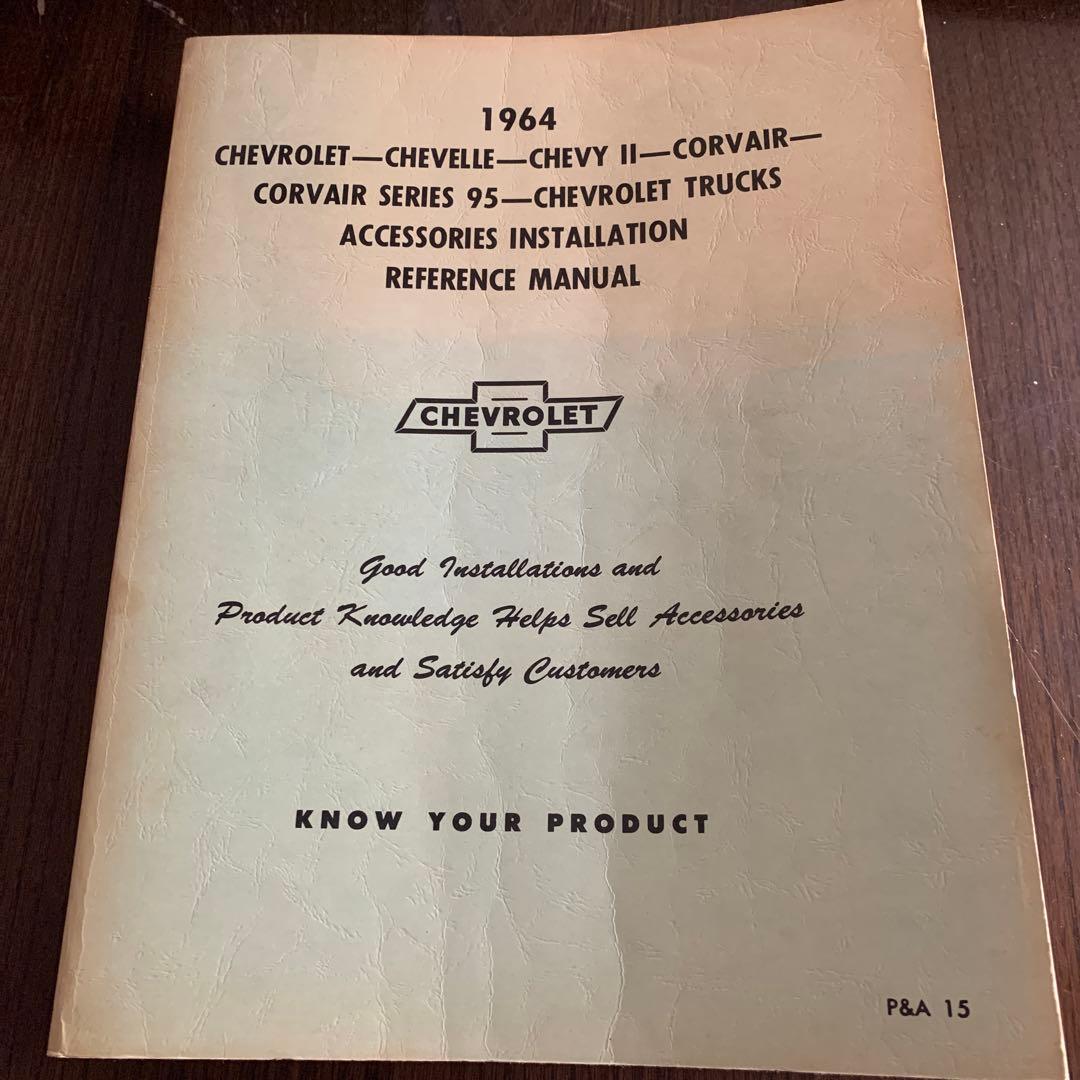 1964
CHEVROLET—CHEVELLE—CHEVY II—CORVAIR—
CORVAIR SERIES 95—CHEVROLET TRUCKS
ACCESSORIES INSTALLATION
REFERENCE MANUAL
CHEVROLET
Good Installations and
Product Knowledge Helps Sell Accessories
and Satisfy Customers
KNOW YOUR PRODUCT
P&A 15